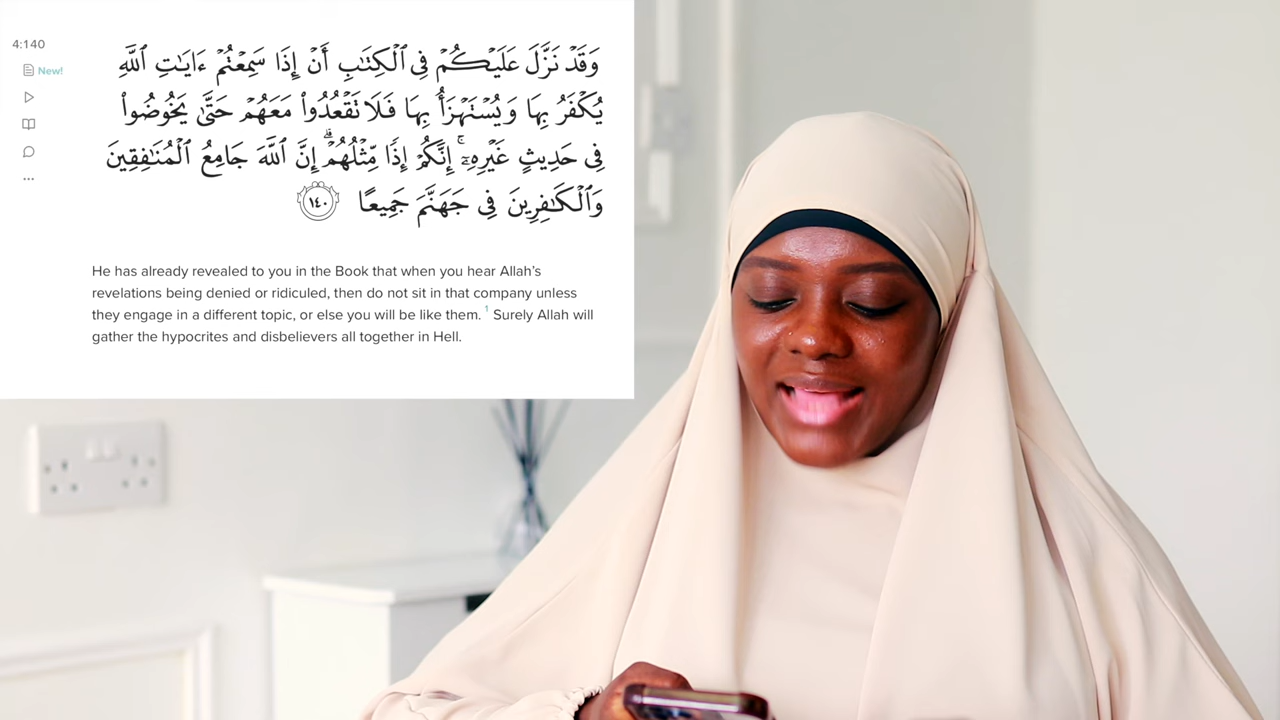 4:140
New!
وَقَدْ نَزَّلَ عَلَيْكُمْ فِى ٱلْكِتَـٰبِ أَنْ إِذَا سَمِعْتُمْ ءَايَـٰتِ ٱللَّهِ
يُكْفَرُ بِهَا وَيُسْتَهْزَأُ بِهَا فَلَا تَقْعُدُوا۟ مَعَهُمْ حَتَّىٰ يَخُوضُوا۟
فِى حَدِيثٍ غَيْرِهِۦٓ ۚ إِنَّكُمْ إِذًا مِّثْلُهُمْ ۗ إِنَّ ٱللَّهَ جَامِعُ ٱلْمُنَـٰفِقِينَ
وَٱلْكَـٰفِرِينَ فِى جَهَنَّمَ جَمِيعًا ١٤٠
He has already revealed to you in the Book that when you hear Allah’s
revelations being denied or ridiculed, then do not sit in that company unless
they engage in a different topic, or else you will be like them. ¹ Surely Allah will
gather the hypocrites and disbelievers all together in Hell.